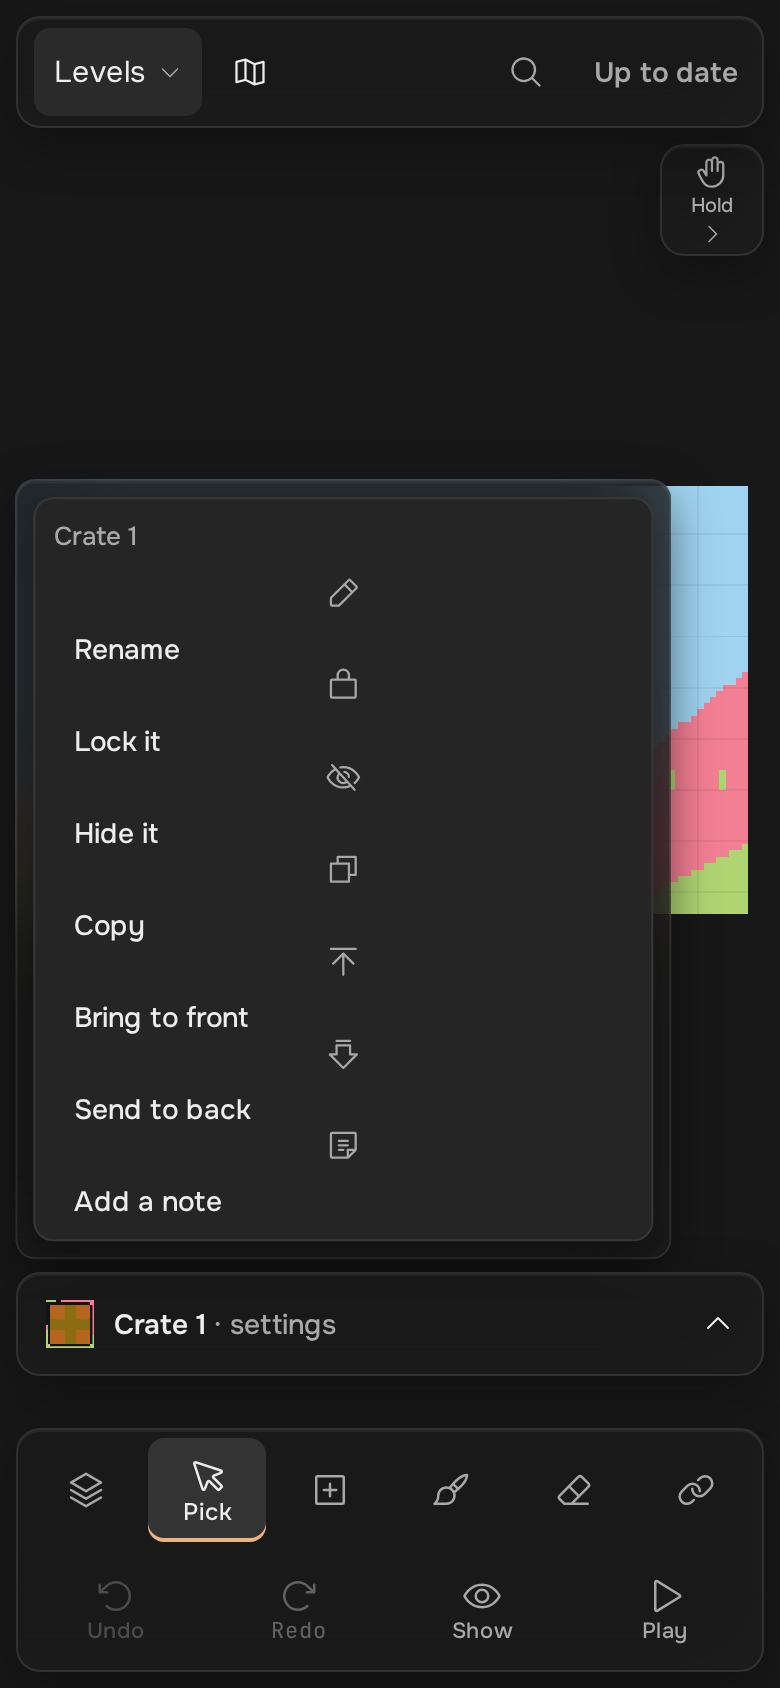 Levels
Up to date
Hold
Crate 1
Rename
Lock it
Hide it
Copy
Bring to front
Send to back
Add a note
Crate 1 · settings
Pick
Undo
Redo
Show
Play